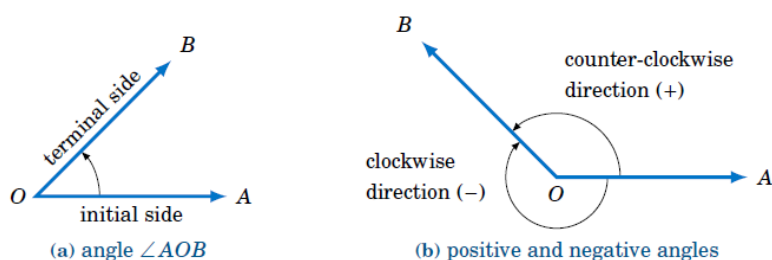 B
terminal side
O
A
initial side
(a) angle ∠AOB
B
counter-clockwise
direction (+)
clockwise
direction (−)
O
A
(b) positive and negative angles